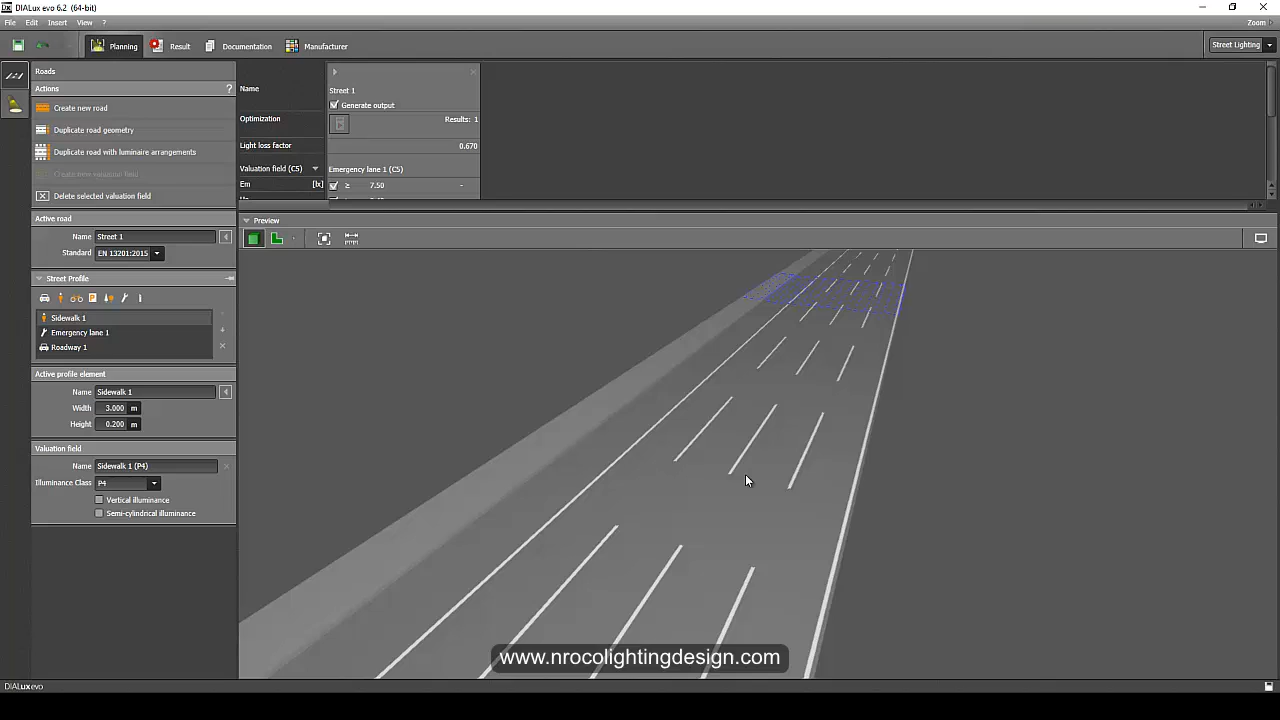 DIALux evo 6.2 (64-bit)
File Edit Insert View ?
Zoom
Planning Result Documentation Manufacturer
Street Lighting
Roads
Actions ?
Create new road
Duplicate road geometry
Duplicate road with luminaire arrangements
Create new valuation field
Delete selected valuation field
Active road
Name Street 1
Standard EN 13201:2015
Street Profile
Sidewalk 1
Emergency lane 1
Roadway 1
Active profile element
Name Sidewalk 1
Width 3.000 m
Height 0.200 m
Valuation field
Name Sidewalk 1 (P4)
Illuminance Class P4
Vertical illuminance
Semi-cylindrical illuminance
Name
Street 1
Generate output
Optimization
Results: 1
Light loss factor
0.670
Valuation field (C5)
Emergency lane 1 (C5)
Em [lx]
≥ 7.50 -
Preview
www.nrocolightingdesign.com
DIALux evo